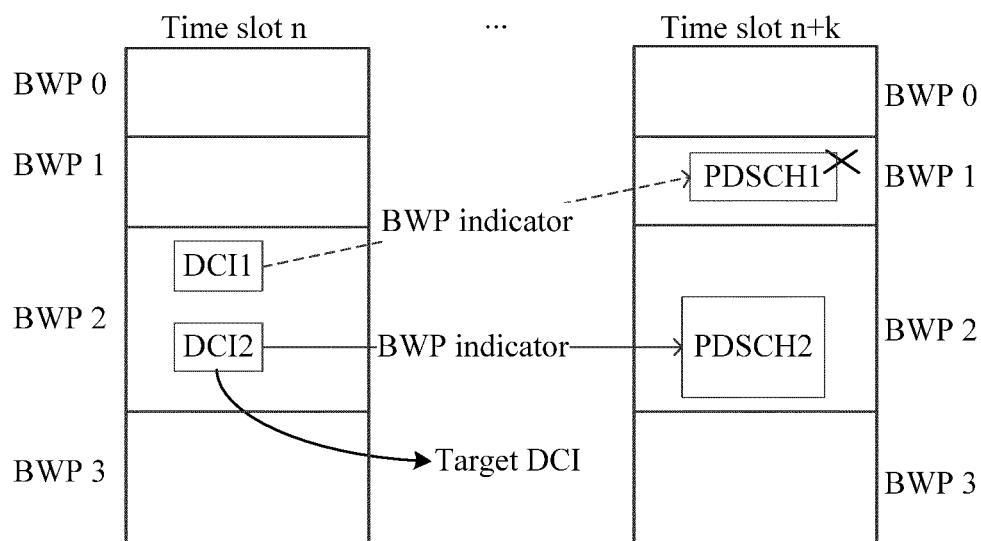 Time slot n
...
Time slot n+k
BWP 0
BWP 0
BWP 1
PDSCH1
BWP 1
BWP indicator
DCI1
BWP 2
DCI2
BWP indicator
PDSCH2
BWP 2
Target DCI
BWP 3
BWP 3